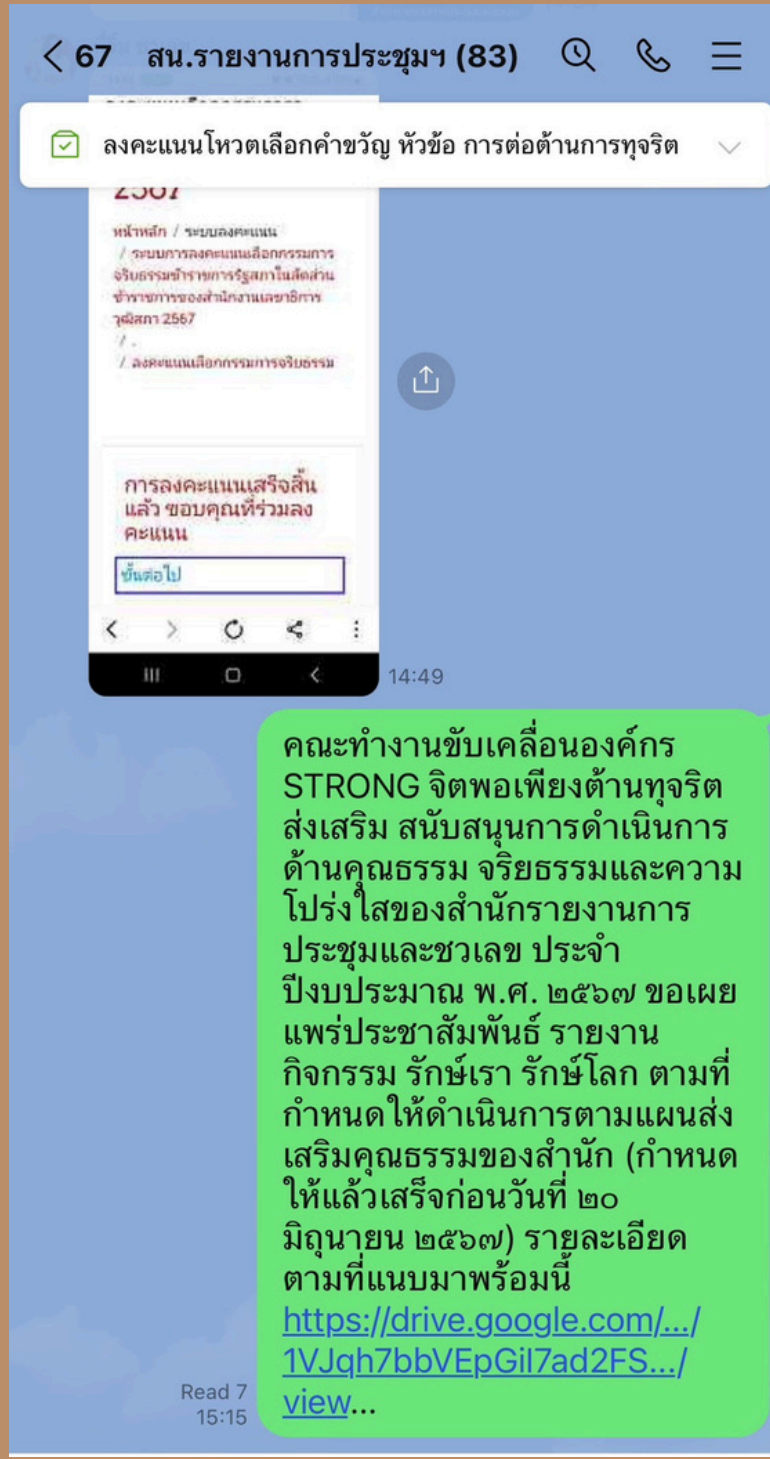 67 สน.รายงานการประชุมฯ (83)
ลงคะแนนโหวตเลือกคำขวัญ หัวข้อ การต่อต้านการทุจริต
2567
หน้าหลัก / ระบบลงคะแนน
/ ระบบการลงคะแนนเลือกกรรมการ
จริยธรรมข้าราชการรัฐสภาในสัดส่วน
ข้าราชการของสำนักงานเลขาธิการ
วุฒิสภา 2567
/ .
/ ลงคะแนนเลือกกรรมการจริยธรรม
การลงคะแนนเสร็จสิ้น
แล้ว ขอบคุณที่ร่วมลง
คะแนน
ขั้นต่อไป
14:49
คณะทำงานขับเคลื่อนองค์กร
STRONG จิตพอเพียงต้านทุจริต
ส่งเสริม สนับสนุนการดำเนินการ
ด้านคุณธรรม จริยธรรมและความ
โปร่งใสของสำนักรายงานการ
ประชุมและชวเลข ประจำ
ปีงบประมาณ พ.ศ. ๒๕๖๗ ขอเผย
แพร่ประชาสัมพันธ์ รายงาน
กิจกรรม รักษ์เรา รักษ์โลก ตามที่
กำหนดให้ดำเนินการตามแผนส่ง
เสริมคุณธรรมของสำนัก (กำหนด
ให้แล้วเสร็จก่อนวันที่ ๒๐
มิถุนายน ๒๕๖๗) รายละเอียด
ตามที่แนบมาพร้อมนี้
https://drive.google.com/.../
1VJqh7bbVEpGil7ad2FS.../
view...
Read 7
15:15